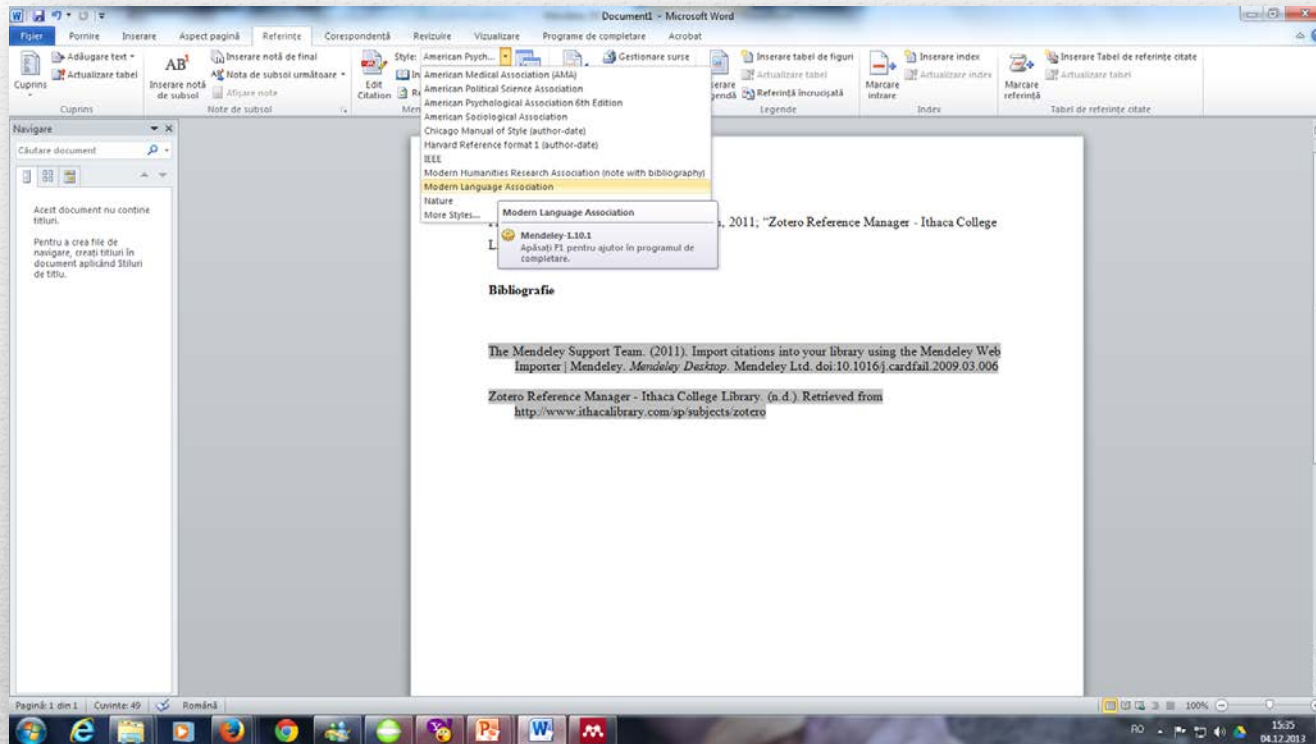 Document1 - Microsoft Word
Fișier Pornire Inserare Aspect pagină Referințe Corespondență Revizuire Vizualizare Programe de completare Acrobat
Cuprins
Adăugare text
Actualizare tabel
Cuprins
AB¹
Inserare notă de subsol
Inserare notă de final
Nota de subsol următoare
Afișare note
Note de subsol
Edit Citation
Style: American Psych...
American Medical Association (AMA)
American Political Science Association
American Psychological Association 6th Edition
American Sociological Association
Chicago Manual of Style (author-date)
Harvard Reference format 1 (author-date)
IEEE
Modern Humanities Research Association (note with bibliography)
Modern Language Association
Nature
More Styles...
Modern Language Association
Mendeley-1.10.1
Apăsați F1 pentru ajutor în programul de
completare.
Gestionare surse
Inserare tabel de figuri
Actualizare tabel
Referință încrucișată
Legende
Marcare intrare
Inserare index
Actualizare index
Index
Marcare referință
Inserare Tabel de referințe citate
Actualizare tabel
Tabel de referințe citate
Navigare
Căutare document
Acest document nu conține
titluri.
Pentru a crea file de
navigare, creați titluri în
document aplicând Stiluri
de titlu.
, 2011; “Zotero Reference Manager - Ithaca College
Bibliografie
The Mendeley Support Team. (2011). Import citations into your library using the Mendeley Web
Importer | Mendeley. Mendeley Desktop. Mendeley Ltd. doi:10.1016/j.cardfail.2009.03.006
Zotero Reference Manager - Ithaca College Library. (n.d.). Retrieved from
http://www.ithacalibrary.com/sp/subjects/zotero
Pagină: 1 din 1 Cuvinte: 49 Română 100%
RO 15:35
04.12.2013